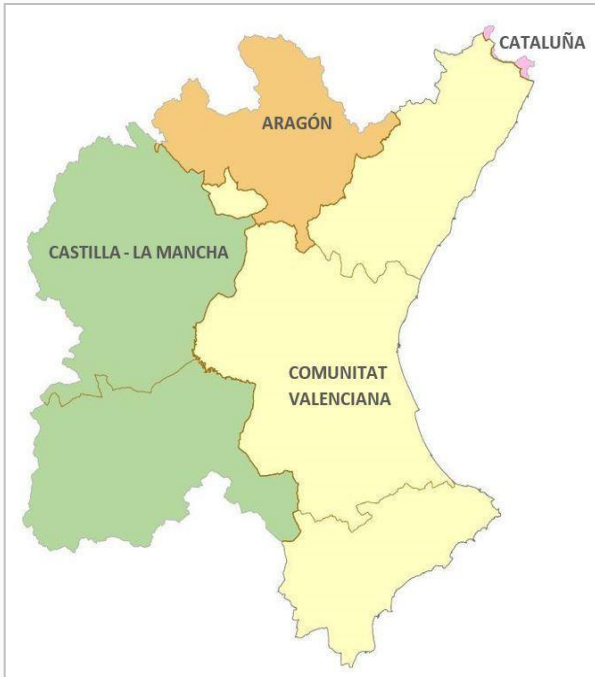 CATALUÑA
ARAGÓN
CASTILLA - LA MANCHA
COMUNITAT
VALENCIANA